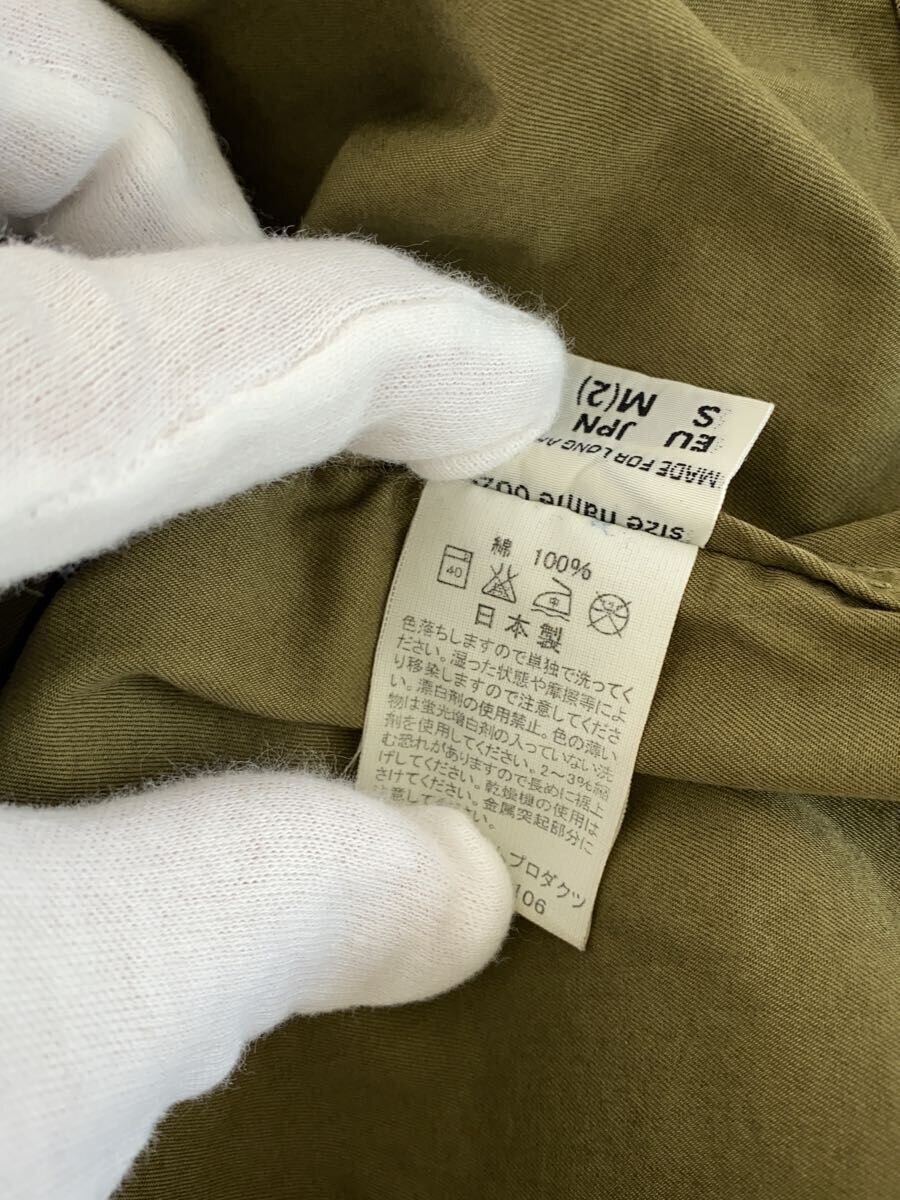 size name 002
MADE FOR LONG
EU JPN
S M(2)
綿 100%
40 中
日本製
色落ちしますので単独で洗ってく
ださい。湿った状態や摩擦等によ
り移染しますので注意してくださ
い。漂白剤の使用禁止。色の薄い
物は蛍光増白剤の入っていない洗
剤を使用してください。2～3%縮
む恐れがありますので長めに裾上
げしてください。乾燥機の使用は
さけてください。金属突起部分に
注意してください。
プロダクツ
106